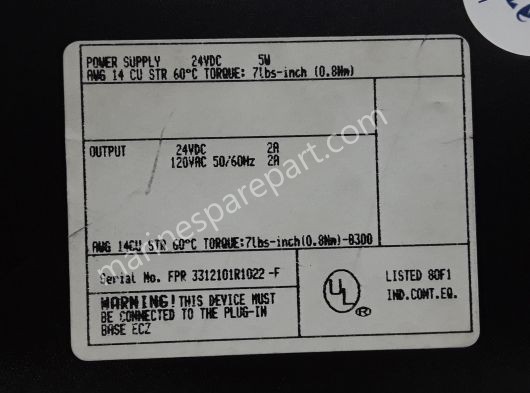 POWER SUPPLY 24VDC 5W
AWG 14 CU STR 60°C TORQUE: 7lbs-inch (0.8Nm)
OUTPUT 24VDC 2A
120VAC 50/60Hz 2A
AWG 14CU STR 60°C TORQUE:7lbs-inch(0.8Nm)-B300
Serial No. FPR 3312101R1022-F
WARNING! THIS DEVICE MUST
BE CONNECTED TO THE PLUG-IN
BASE ECZ
UL ®
LISTED 80F1
IND.CONT.EQ.
marinesparepart.com